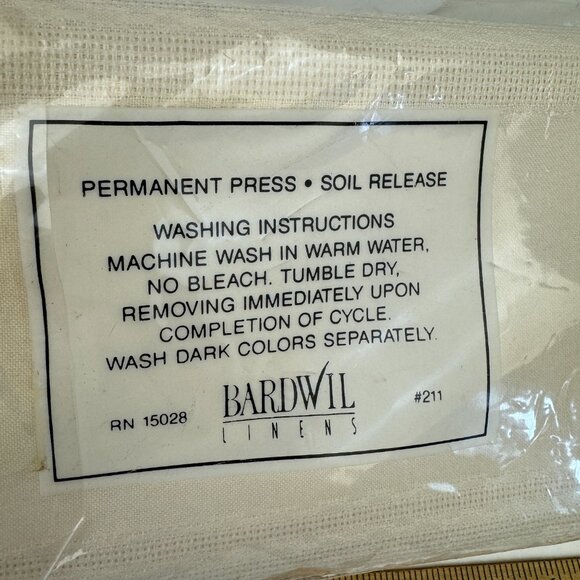 PERMANENT PRESS • SOIL RELEASE
WASHING INSTRUCTIONS
MACHINE WASH IN WARM WATER,
NO BLEACH. TUMBLE DRY,
REMOVING IMMEDIATELY UPON
COMPLETION OF CYCLE.
WASH DARK COLORS SEPARATELY.
RN 15028 BARDWIL #211
LINENS